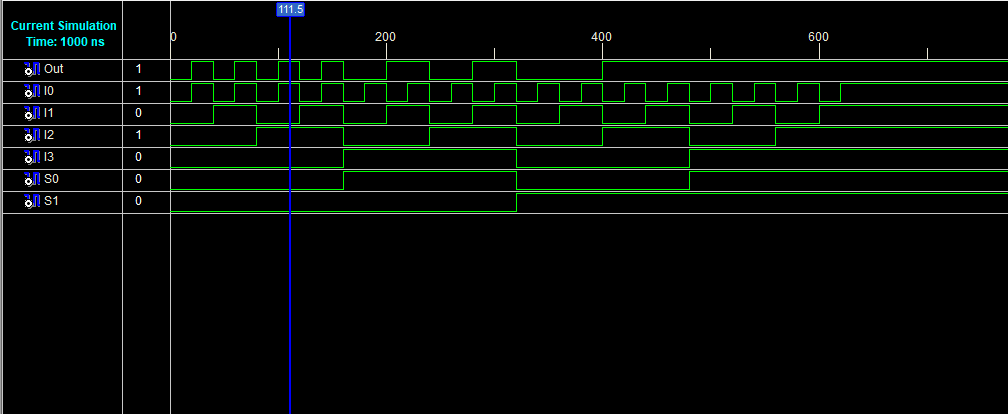 111.5
Current Simulation
Time: 1000 ns
0 200 400 600
Out 1
I0 1
I1 0
I2 1
I3 0
S0 0
S1 0